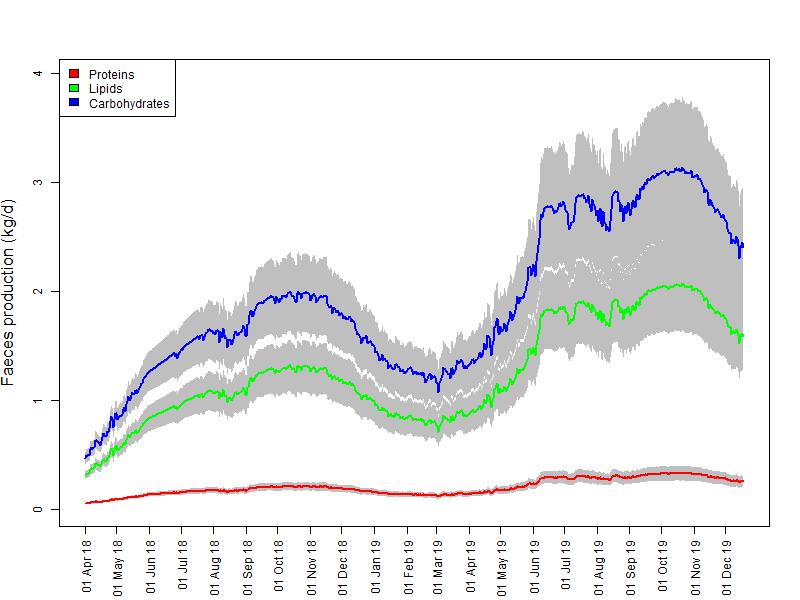 Proteins
Lipids
Carbohydrates
Faeces production (kg/d)
4
3
2
1
0
01 Apr 18
01 May 18
01 Jun 18
01 Jul 18
01 Aug 18
01 Sep 18
01 Oct 18
01 Nov 18
01 Dec 18
01 Jan 19
01 Feb 19
01 Mar 19
01 Apr 19
01 May 19
01 Jun 19
01 Jul 19
01 Aug 19
01 Sep 19
01 Oct 19
01 Nov 19
01 Dec 19